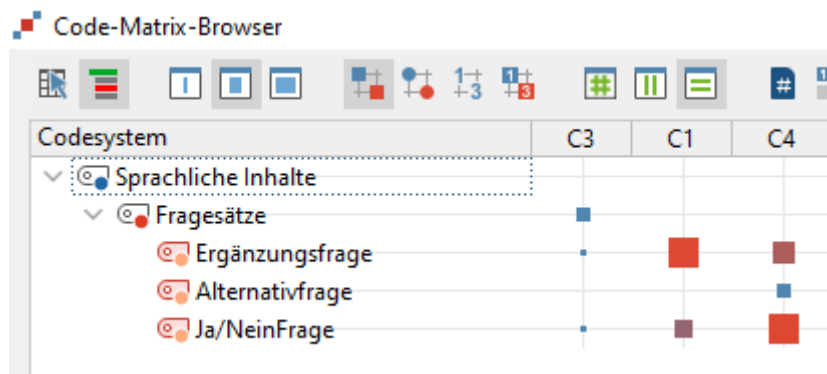 Code-Matrix-Browser
Codesystem C3 C1 C4
Sprachliche Inhalte
Fragesätze
Ergänzungsfrage
Alternativfrage
Ja/NeinFrage